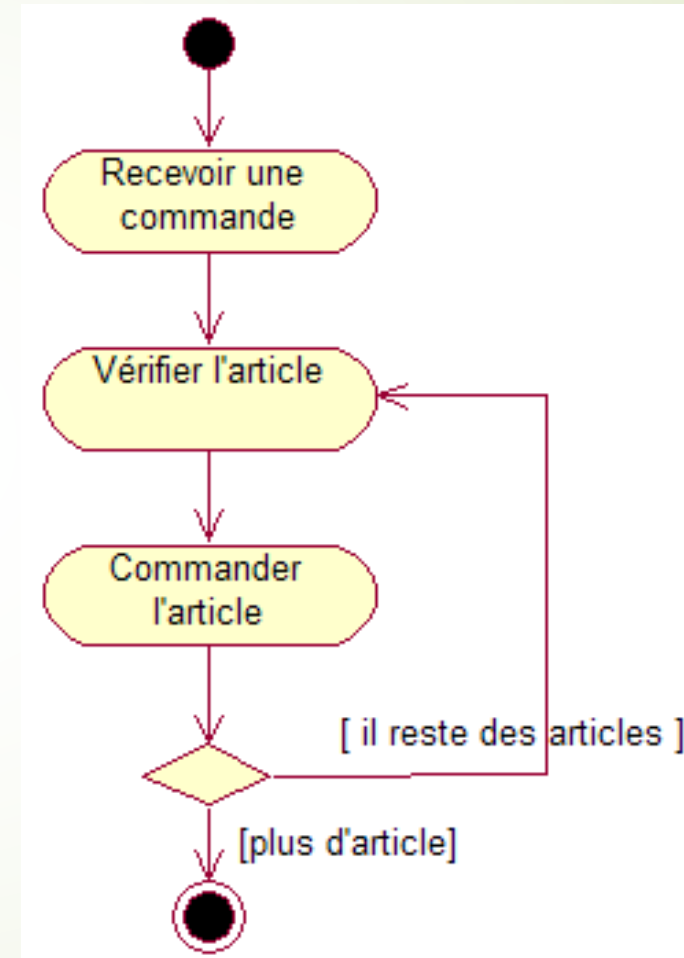 Recevoir une
commande
Vérifier l'article
Commander
l'article
[ il reste des articles ]
[plus d'article]